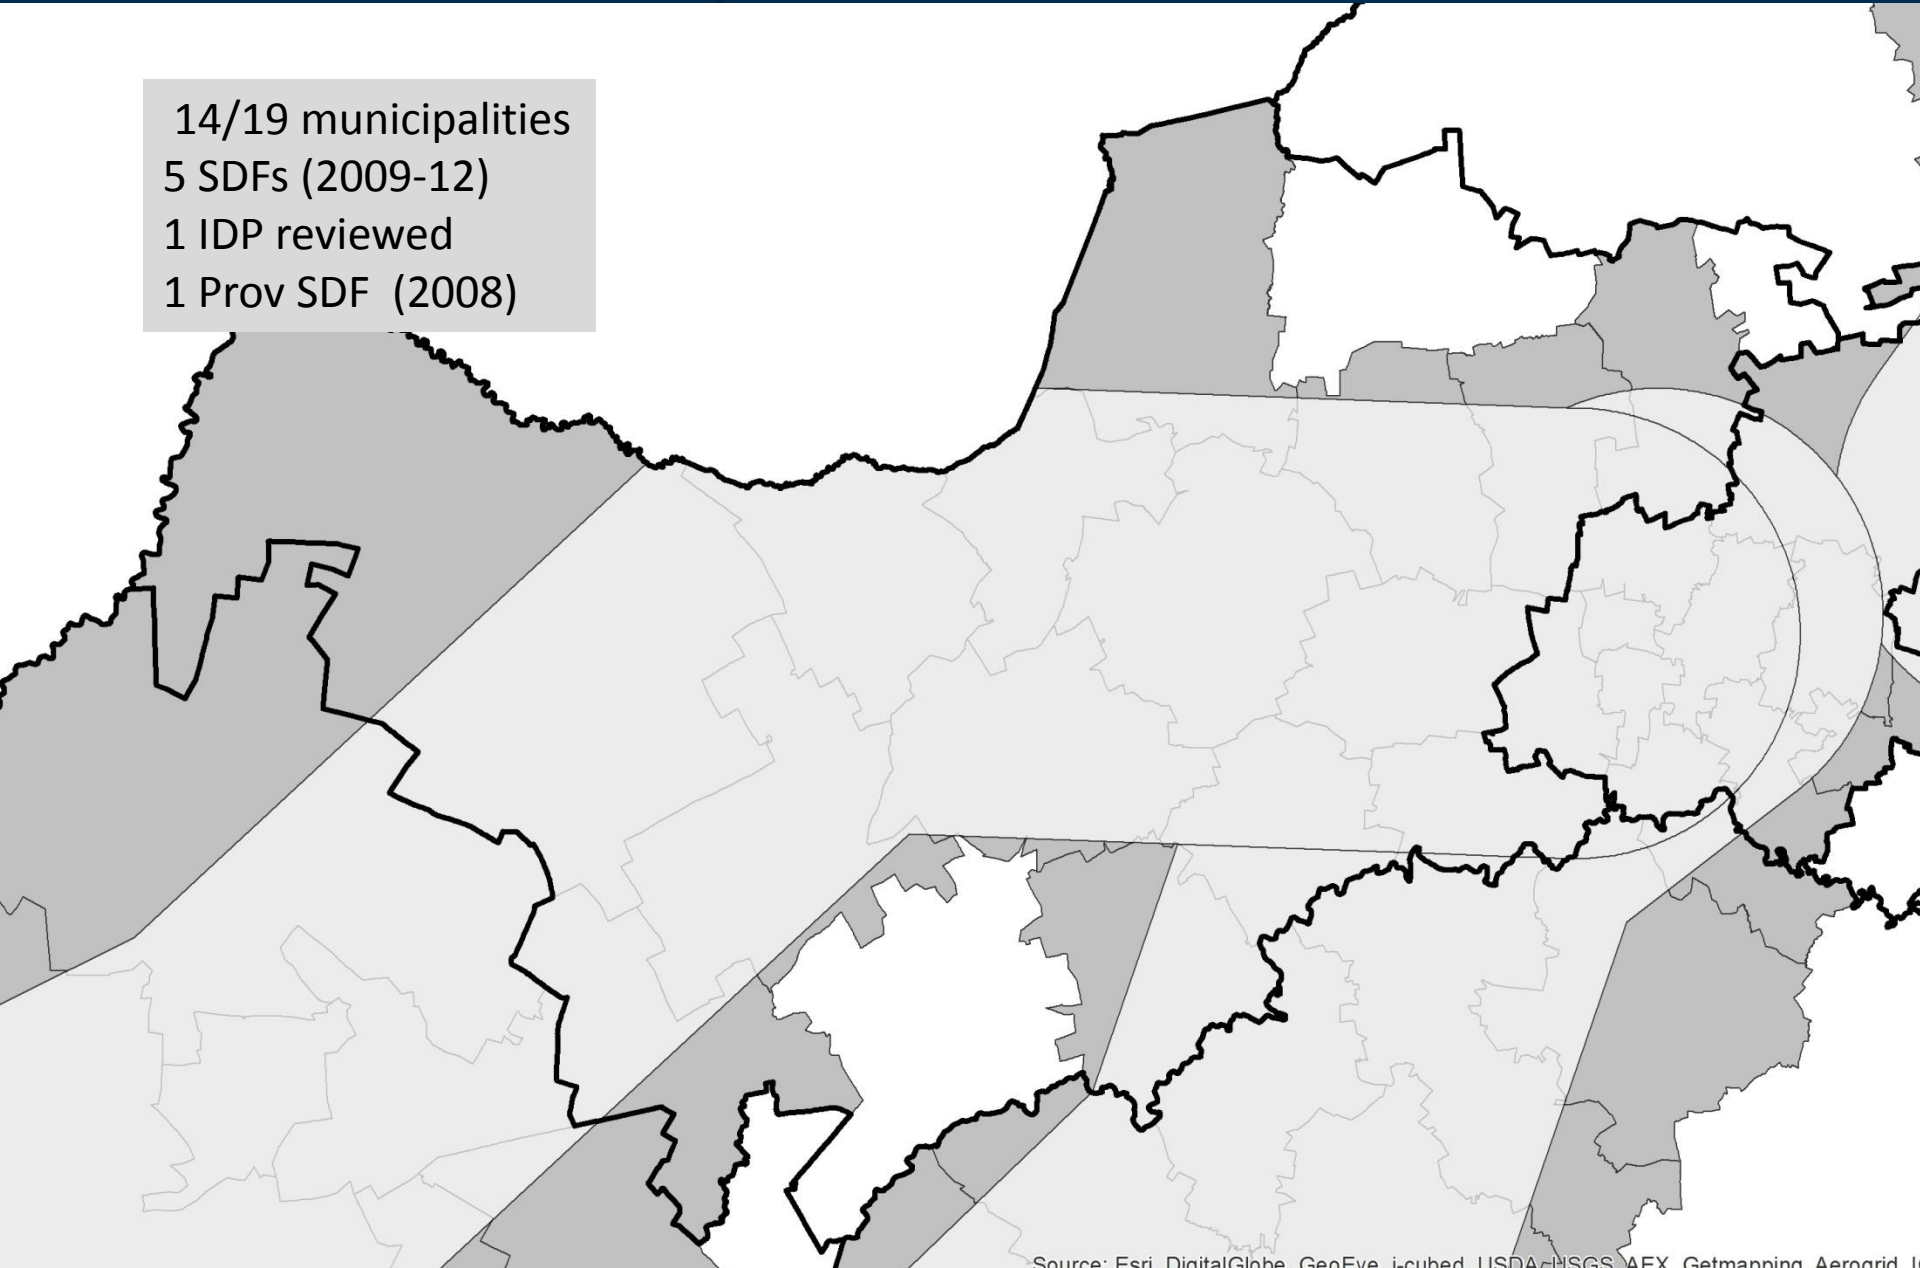 14/19 municipalities
5 SDFs (2009-12)
1 IDP reviewed
1 Prov SDF (2008)
Source: Esri, DigitalGlobe, GeoEye, i-cubed, USDA, USGS, AEX, Getmapping, Aerogrid,